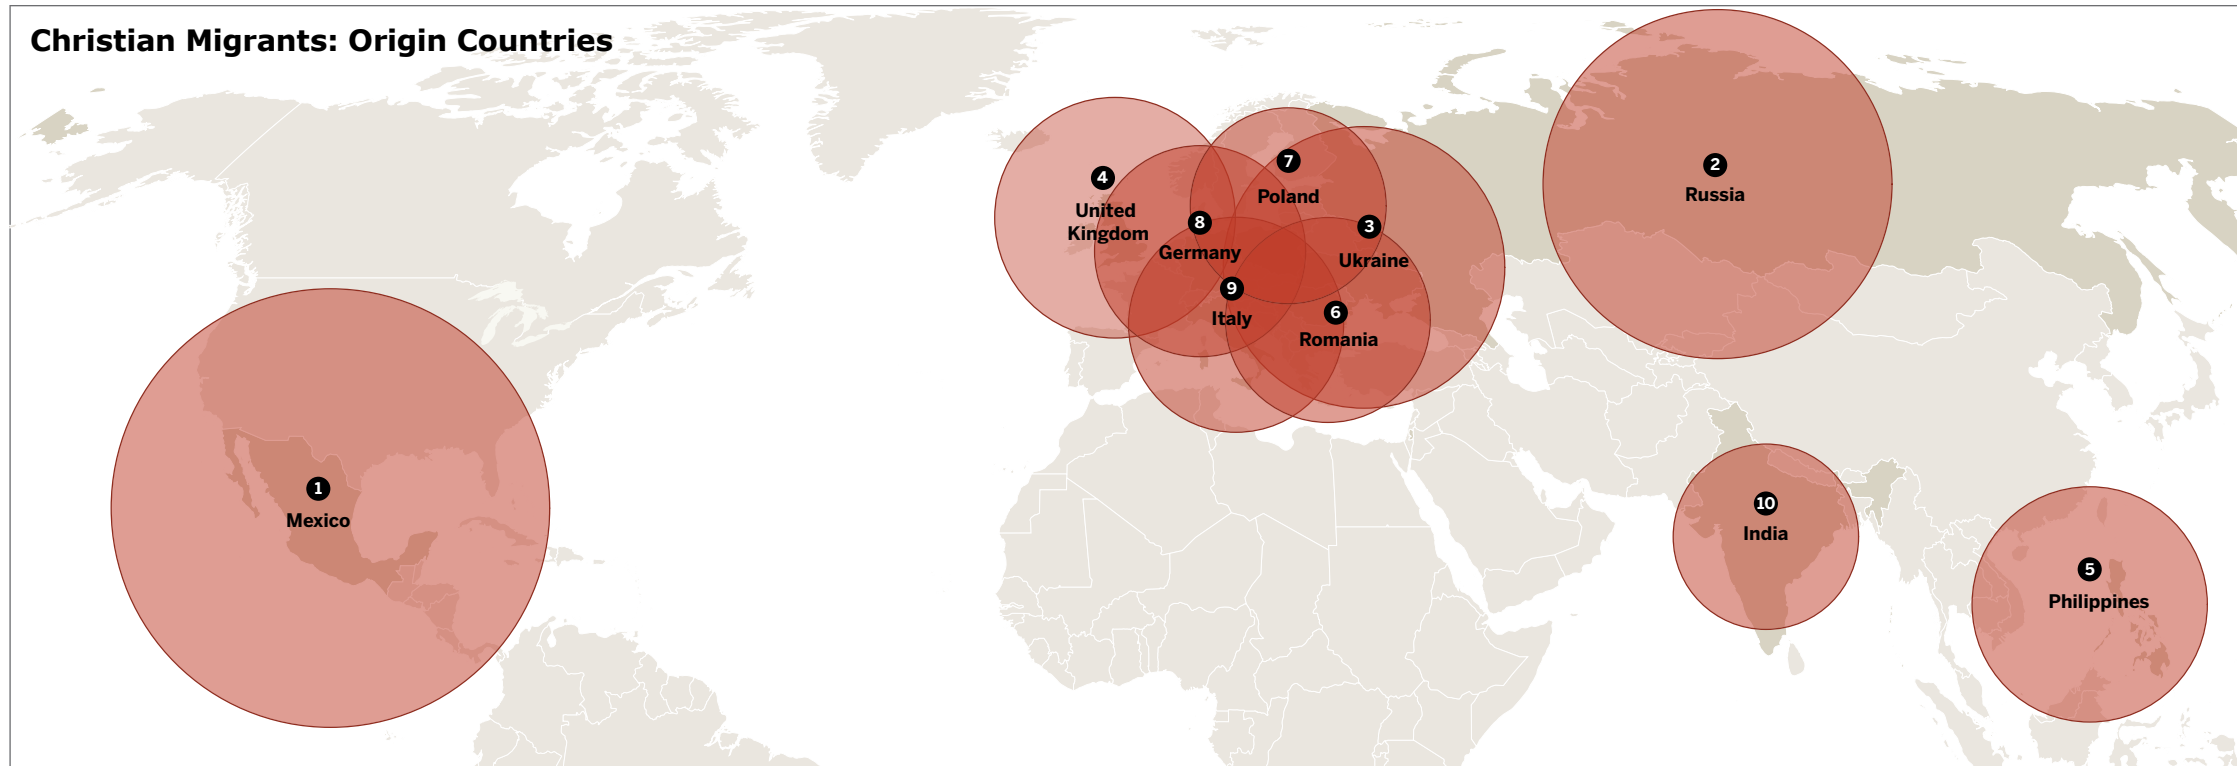 Christian Migrants: Origin Countries
1
Mexico
2
Russia
3
Ukraine
4
United
Kingdom
5
Philippines
6
Romania
7
Poland
8
Germany
9
Italy
10
India